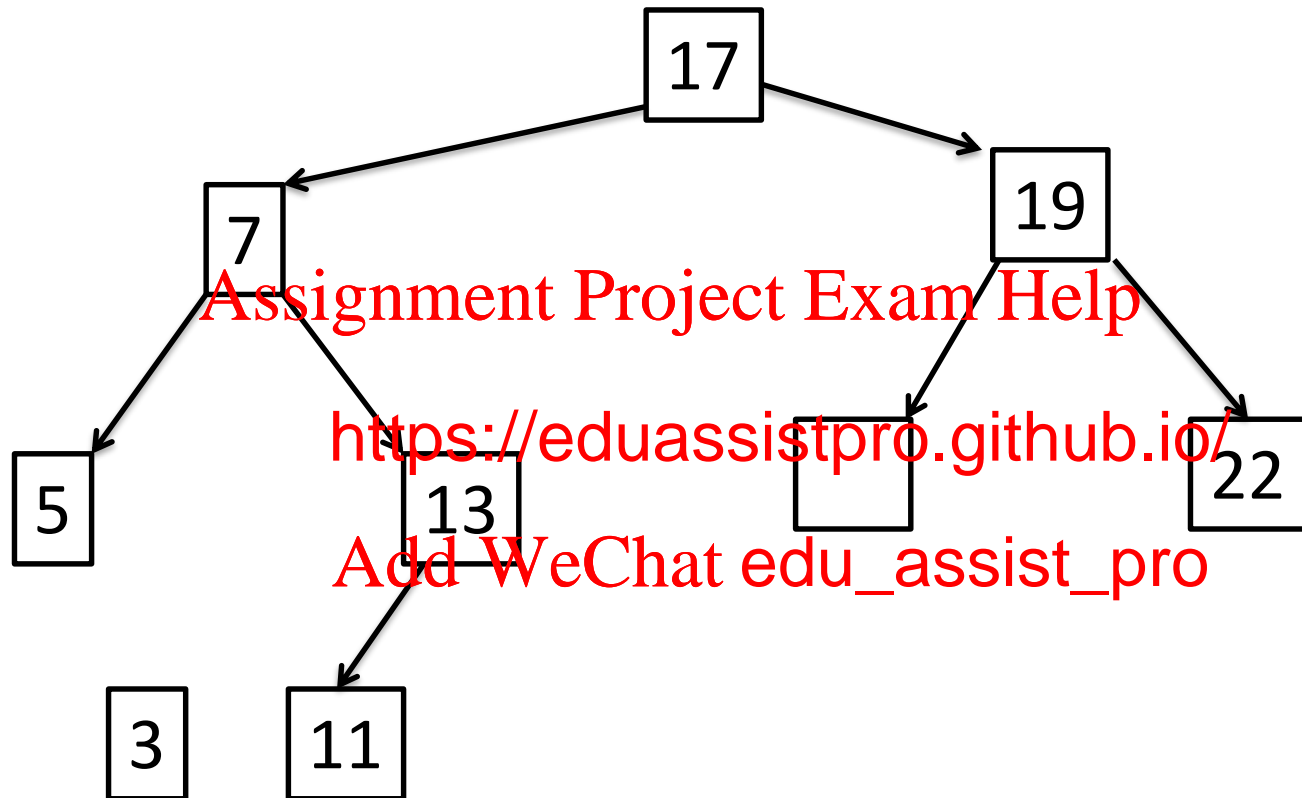 17
19
7
Assignment Project Exam Help
https://eduassistpro.github.io/
22
5
13
Add WeChat edu_assist_pro
3
11